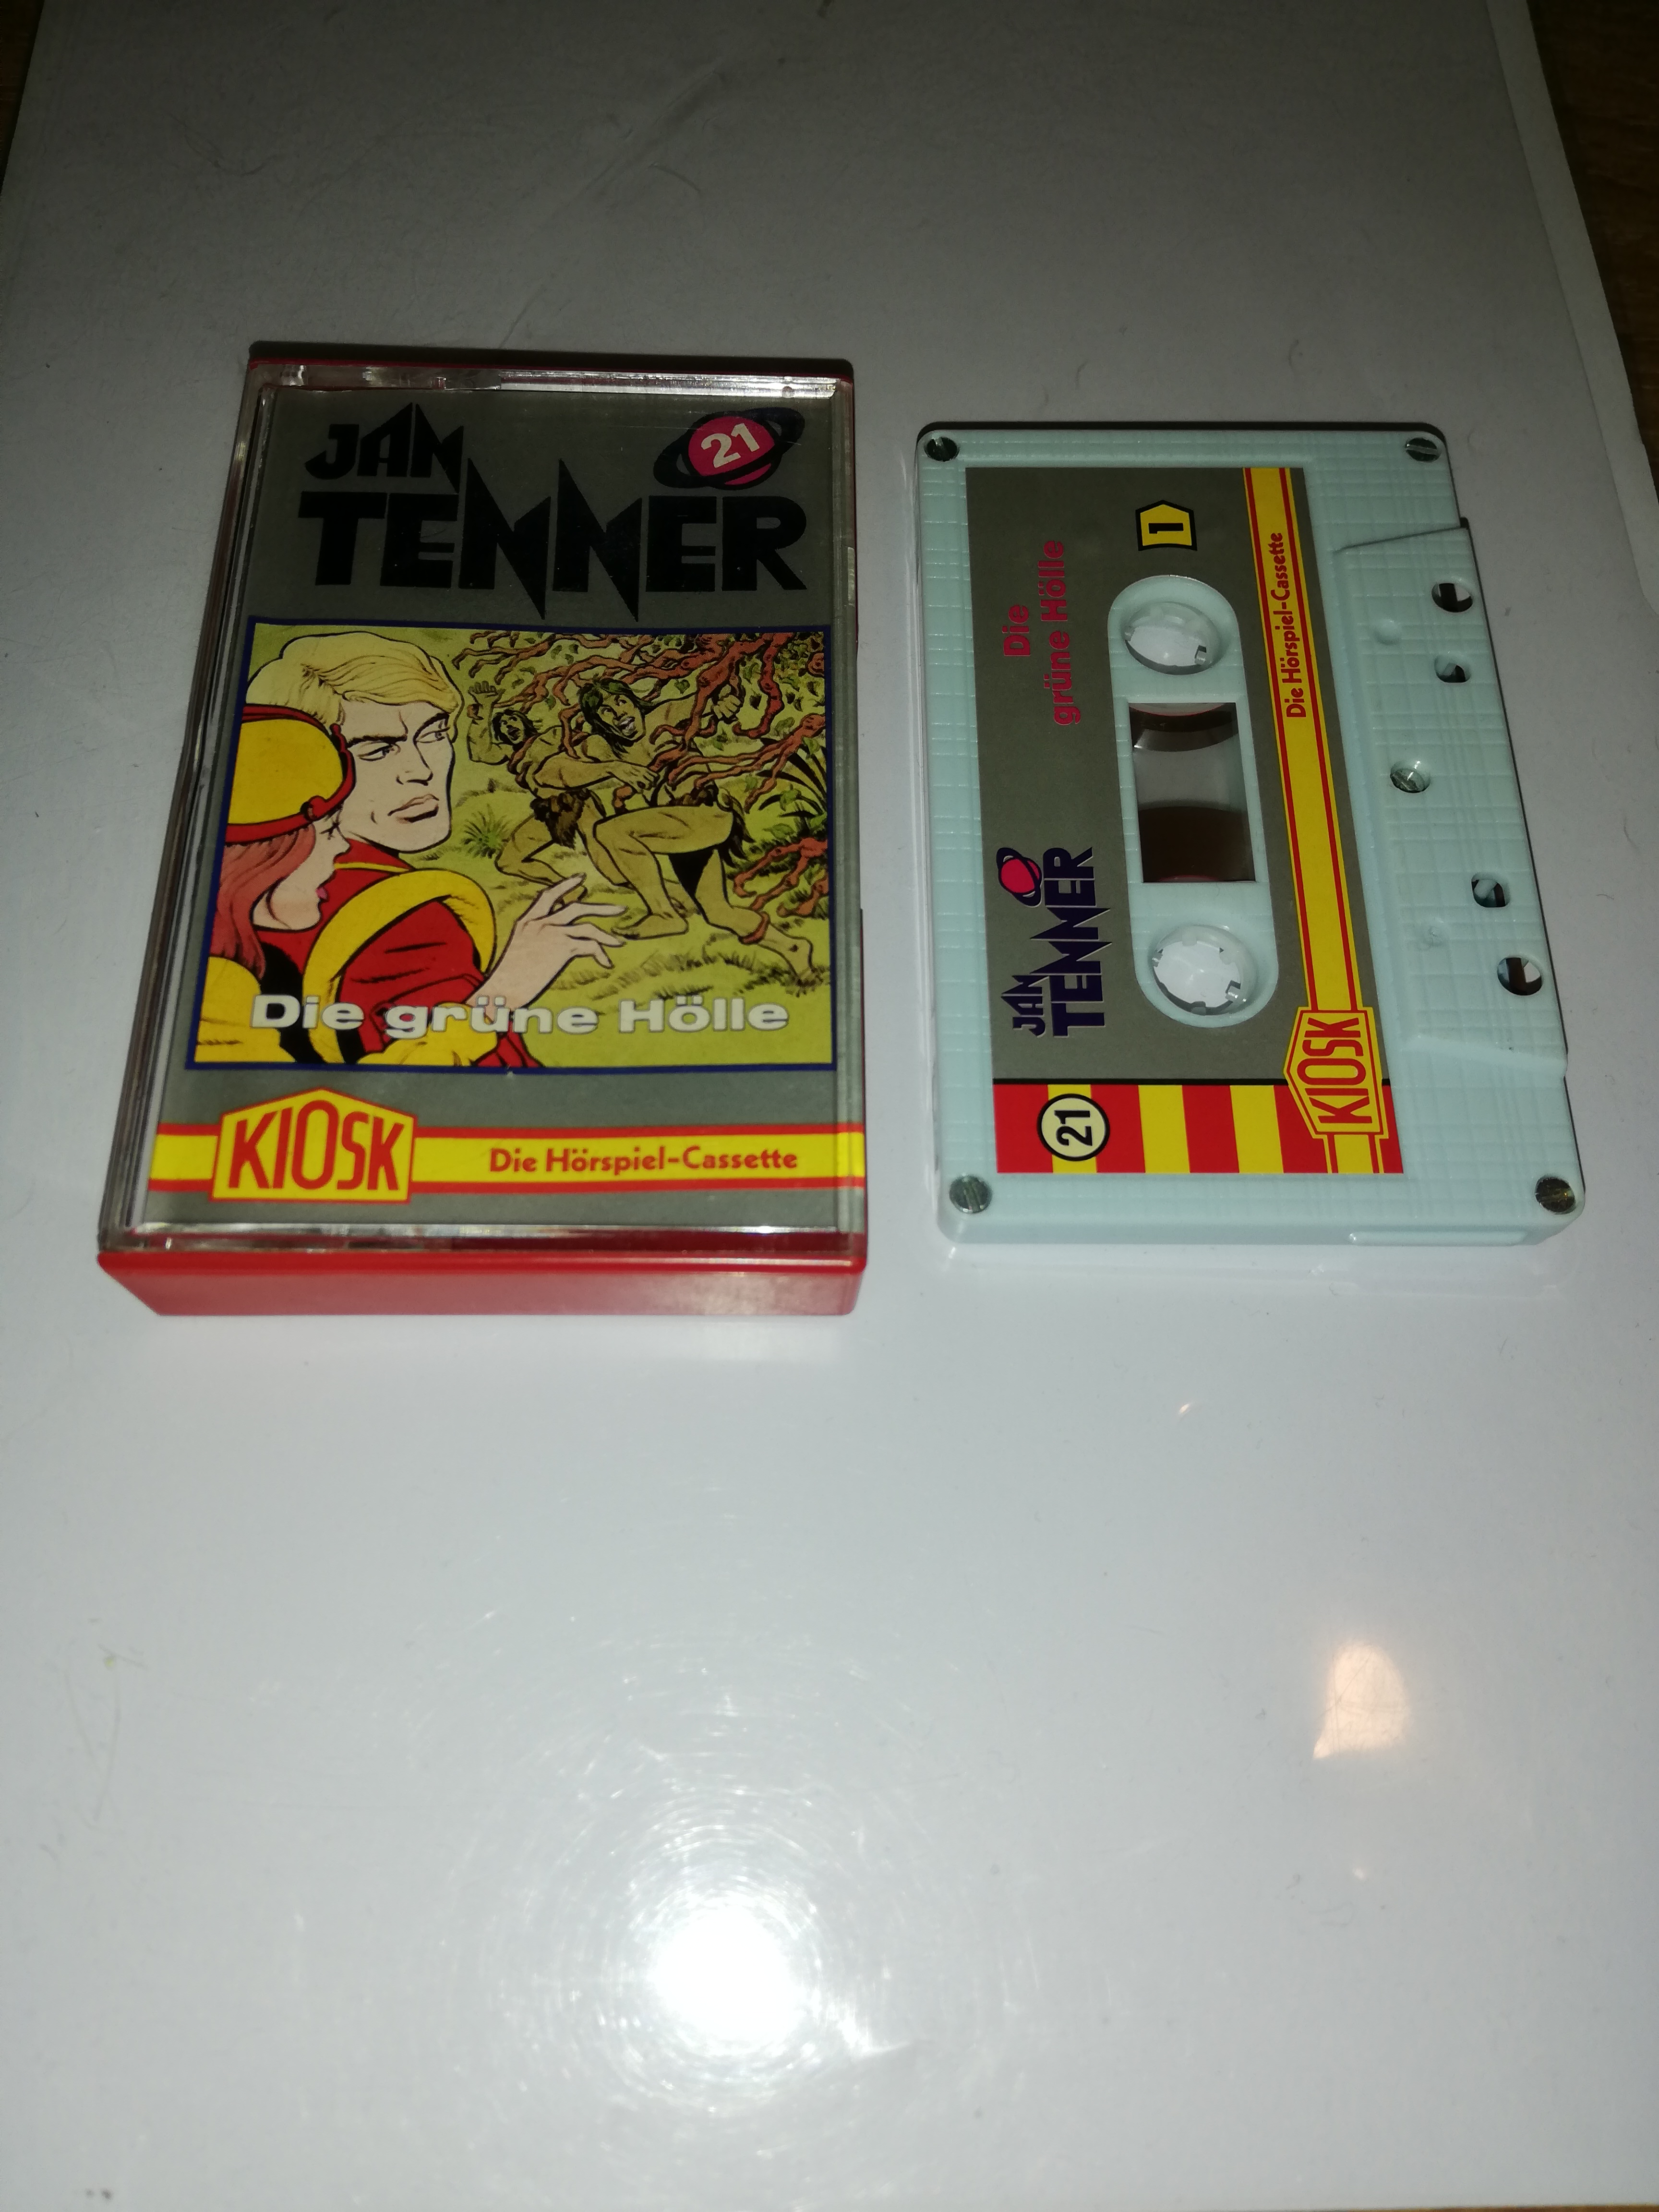 JAN
TENNER
21
Die grüne Hölle
KIOSK
Die Hörspiel-Cassette
1
Die
grüne Hölle
JAN
TENNER
21
Die Hörspiel-Cassette
KIOSK